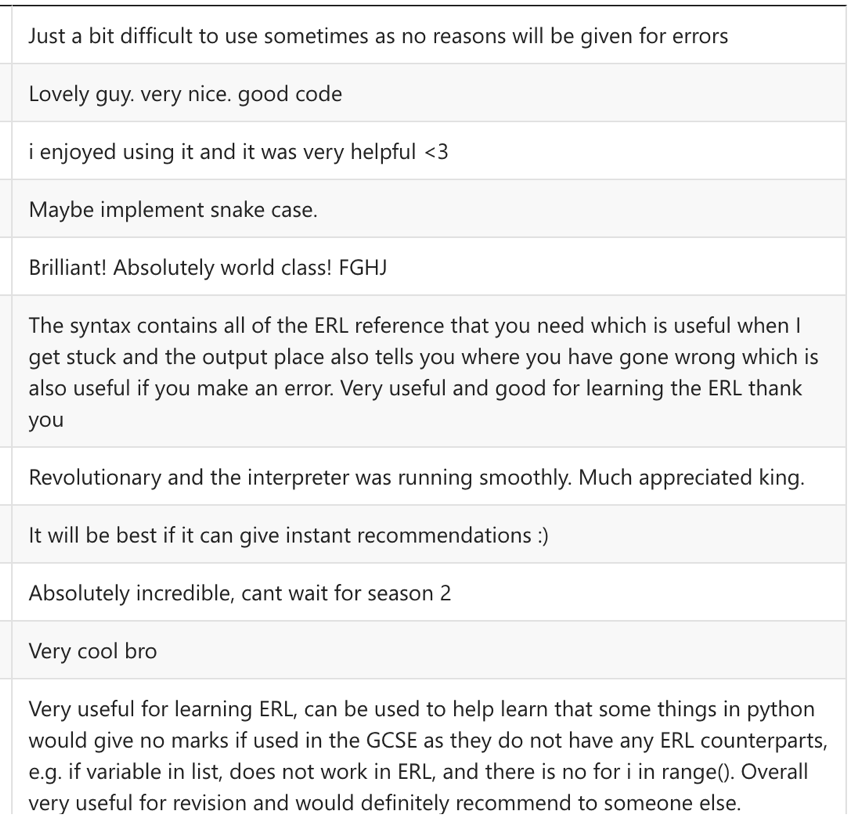 Just a bit difficult to use sometimes as no reasons will be given for errors
Lovely guy. very nice. good code
i enjoyed using it and it was very helpful <3
Maybe implement snake case.
Brilliant! Absolutely world class! FGHJ
The syntax contains all of the ERL reference that you need which is useful when I
get stuck and the output place also tells you where you have gone wrong which is
also useful if you make an error. Very useful and good for learning the ERL thank
you
Revolutionary and the interpreter was running smoothly. Much appreciated king.
It will be best if it can give instant recommendations :)
Absolutely incredible, cant wait for season 2
Very cool bro
Very useful for learning ERL, can be used to help learn that some things in python
would give no marks if used in the GCSE as they do not have any ERL counterparts,
e.g. if variable in list, does not work in ERL, and there is no for i in range(). Overall
very useful for revision and would definitely recommend to someone else.